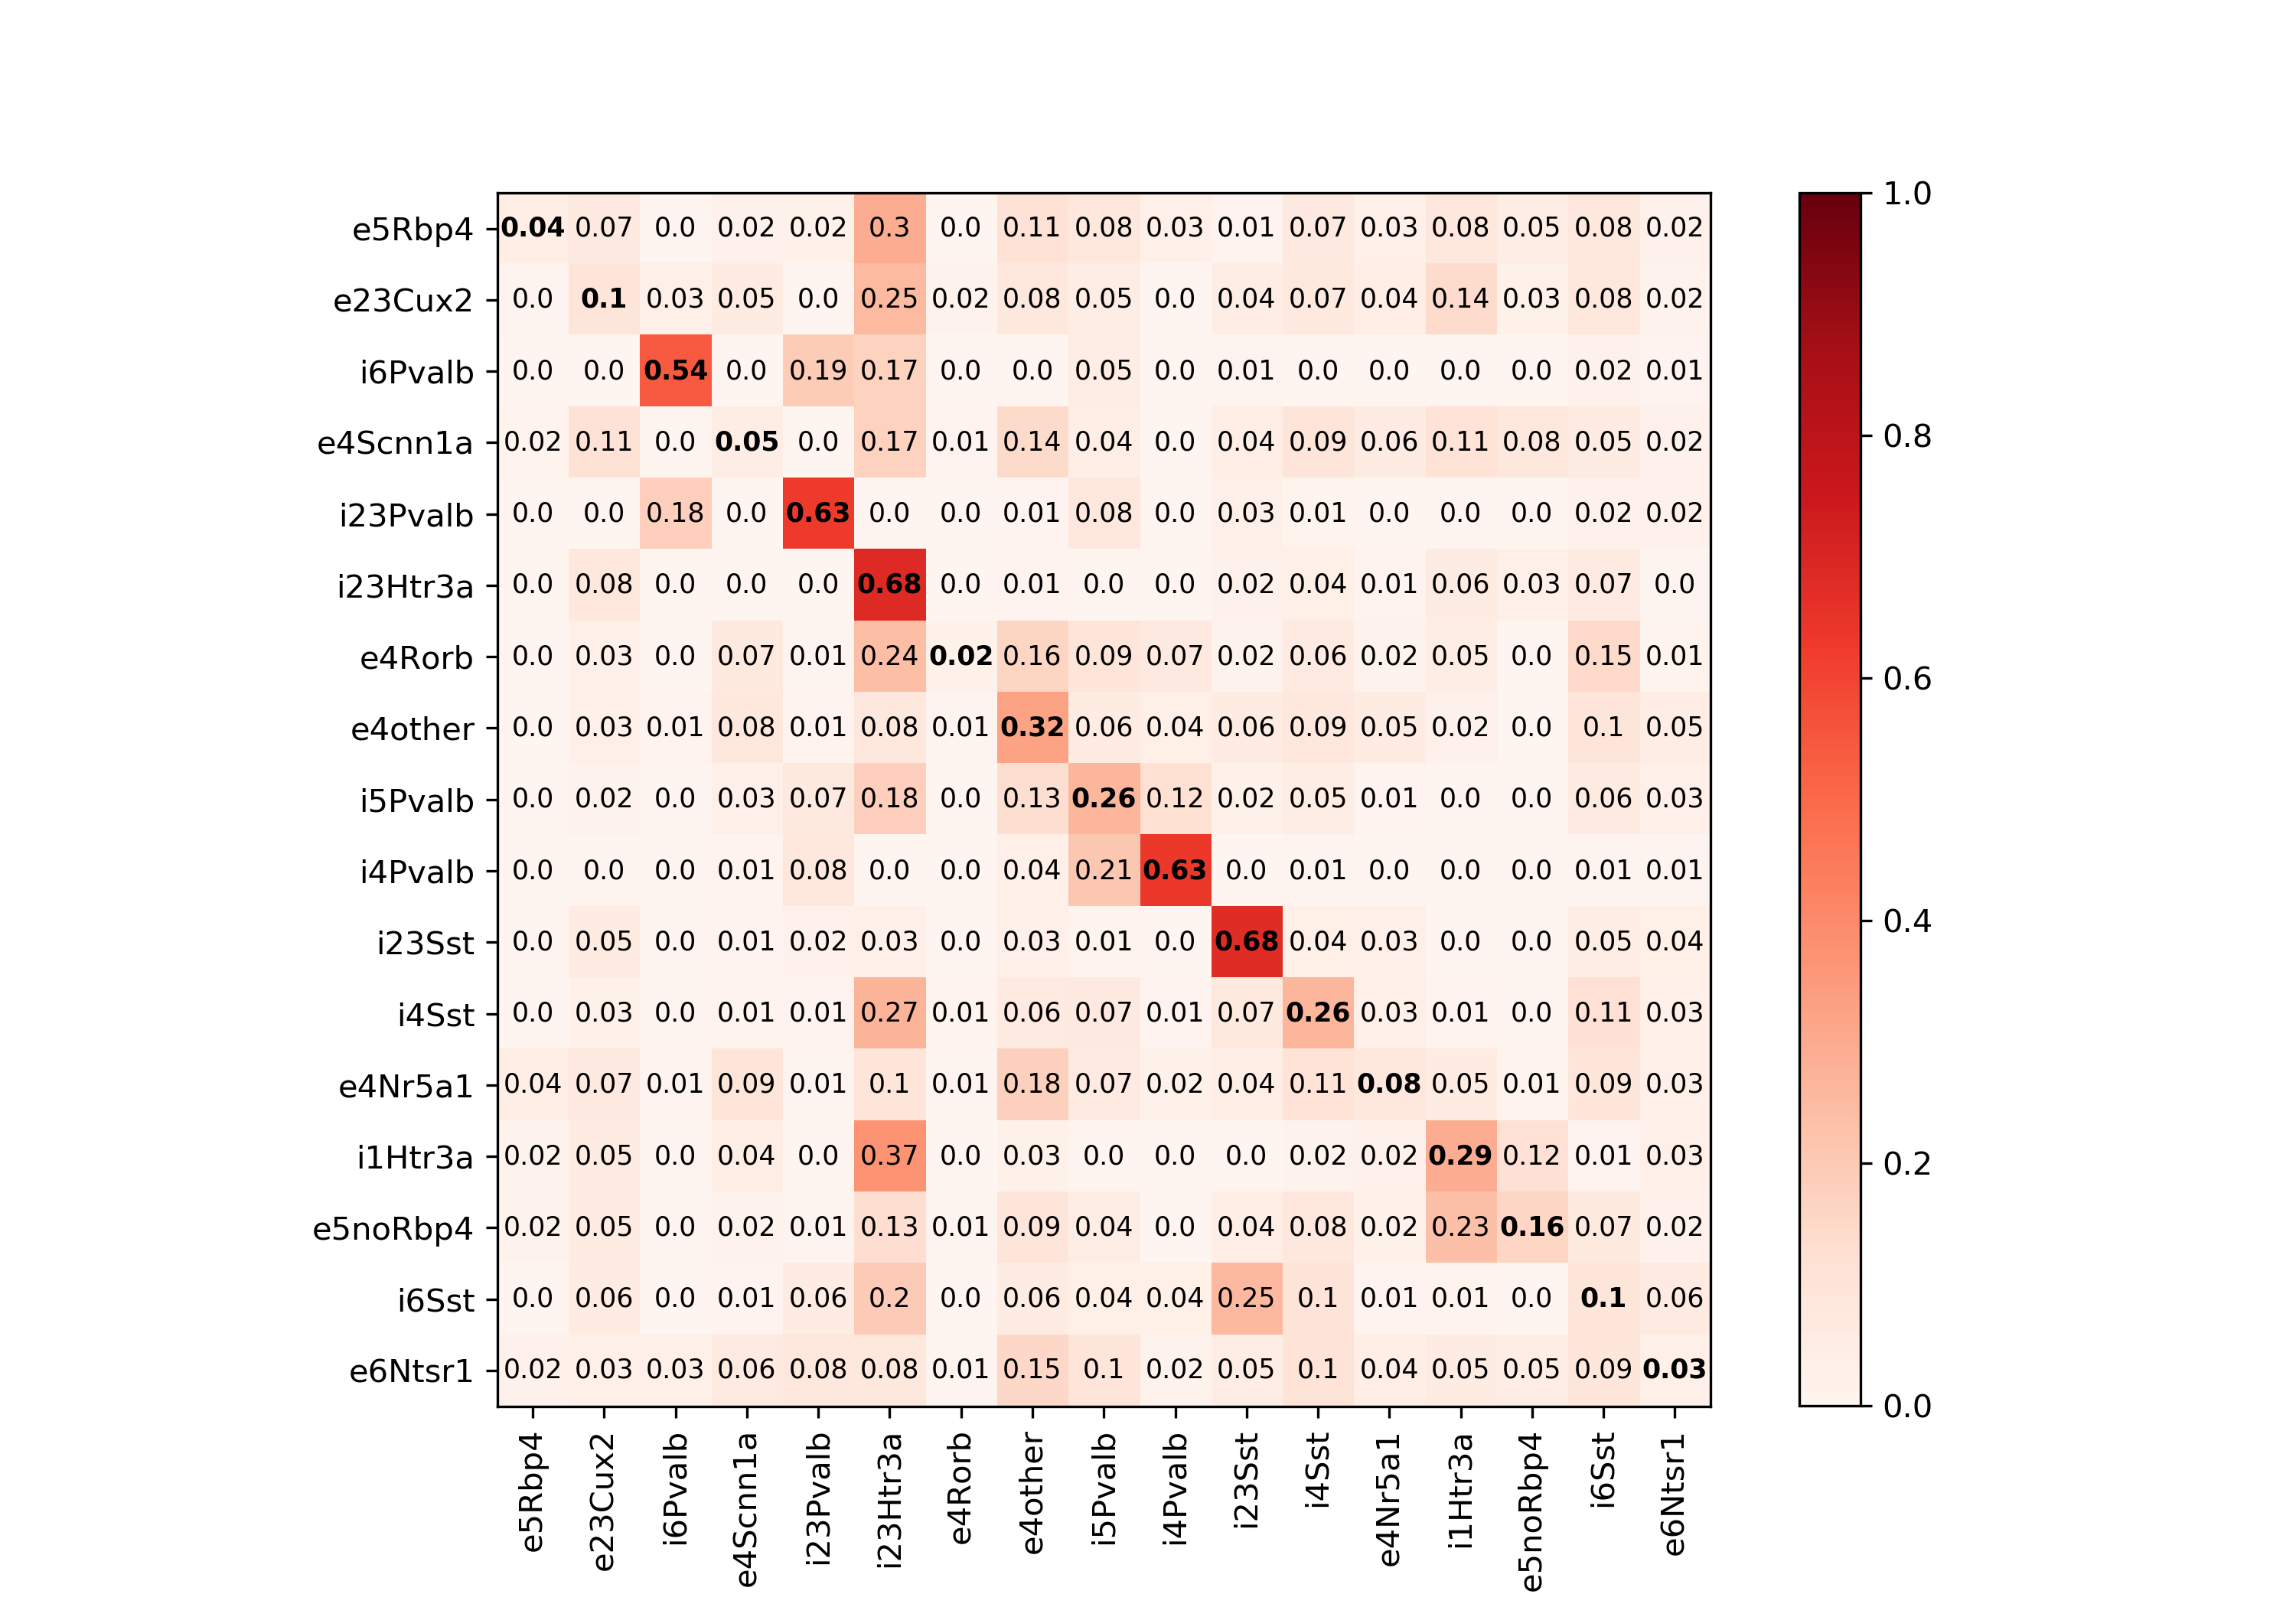 e5Rbp4 0.04 0.07 0.0 0.02 0.02 0.3 0.0 0.11 0.08 0.03 0.01 0.07 0.03 0.08 0.05 0.08 0.02
e23Cux2 0.0 0.1 0.03 0.05 0.0 0.25 0.02 0.08 0.05 0.0 0.04 0.07 0.04 0.14 0.03 0.08 0.02
i6Pvalb 0.0 0.0 0.54 0.0 0.19 0.17 0.0 0.0 0.05 0.0 0.01 0.0 0.0 0.0 0.0 0.02 0.01
e4Scnn1a 0.02 0.11 0.0 0.05 0.0 0.17 0.01 0.14 0.04 0.0 0.04 0.09 0.06 0.11 0.08 0.05 0.02
i23Pvalb 0.0 0.0 0.18 0.0 0.63 0.0 0.0 0.01 0.08 0.0 0.03 0.01 0.0 0.0 0.0 0.02 0.02
i23Htr3a 0.0 0.08 0.0 0.0 0.0 0.68 0.0 0.01 0.0 0.0 0.02 0.04 0.01 0.06 0.03 0.07 0.0
e4Rorb 0.0 0.03 0.0 0.07 0.01 0.24 0.02 0.16 0.09 0.07 0.02 0.06 0.02 0.05 0.0 0.15 0.01
e4other 0.0 0.03 0.01 0.08 0.01 0.08 0.01 0.32 0.06 0.04 0.06 0.09 0.05 0.02 0.0 0.1 0.05
i5Pvalb 0.0 0.02 0.0 0.03 0.07 0.18 0.0 0.13 0.26 0.12 0.02 0.05 0.01 0.0 0.0 0.06 0.03
i4Pvalb 0.0 0.0 0.0 0.01 0.08 0.0 0.0 0.04 0.21 0.63 0.0 0.01 0.0 0.0 0.0 0.01 0.01
i23Sst 0.0 0.05 0.0 0.01 0.02 0.03 0.0 0.03 0.01 0.0 0.68 0.04 0.03 0.0 0.0 0.05 0.04
i4Sst 0.0 0.03 0.0 0.01 0.01 0.27 0.01 0.06 0.07 0.01 0.07 0.26 0.03 0.01 0.0 0.11 0.03
e4Nr5a1 0.04 0.07 0.01 0.09 0.01 0.1 0.01 0.18 0.07 0.02 0.04 0.11 0.08 0.05 0.01 0.09 0.03
i1Htr3a 0.02 0.05 0.0 0.04 0.0 0.37 0.0 0.03 0.0 0.0 0.0 0.02 0.02 0.29 0.12 0.01 0.03
e5noRbp4 0.02 0.05 0.0 0.02 0.01 0.13 0.01 0.09 0.04 0.0 0.04 0.08 0.02 0.23 0.16 0.07 0.02
i6Sst 0.0 0.06 0.0 0.01 0.06 0.2 0.0 0.06 0.04 0.04 0.25 0.1 0.01 0.01 0.0 0.1 0.06
e6Ntsr1 0.02 0.03 0.03 0.06 0.08 0.08 0.01 0.15 0.1 0.02 0.05 0.1 0.04 0.05 0.05 0.09 0.03
e5Rbp4
e23Cux2
i6Pvalb
e4Scnn1a
i23Pvalb
i23Htr3a
e4Rorb
e4other
i5Pvalb
i4Pvalb
i23Sst
i4Sst
e4Nr5a1
i1Htr3a
e5noRbp4
i6Sst
e6Ntsr1
1.0
0.8
0.6
0.4
0.2
0.0